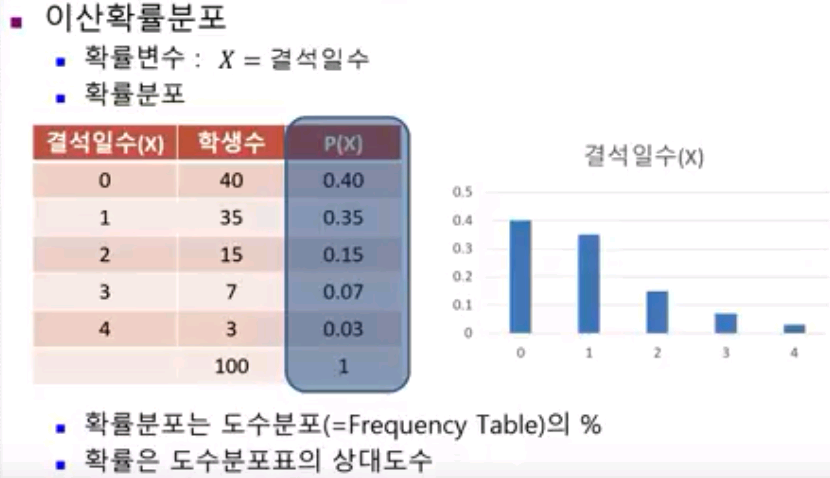 이산확률분포
확률변수 : X = 결석일수
확률분포
결석일수(X) 학생수 P(X)
0 40 0.40
1 35 0.35
2 15 0.15
3 7 0.07
4 3 0.03
100 1
결석일수(X)
0.5
0.4
0.3
0.2
0.1
0
0 1 2 3 4
확률분포는 도수분포(=Frequency Table)의 %
확률은 도수분포표의 상대도수